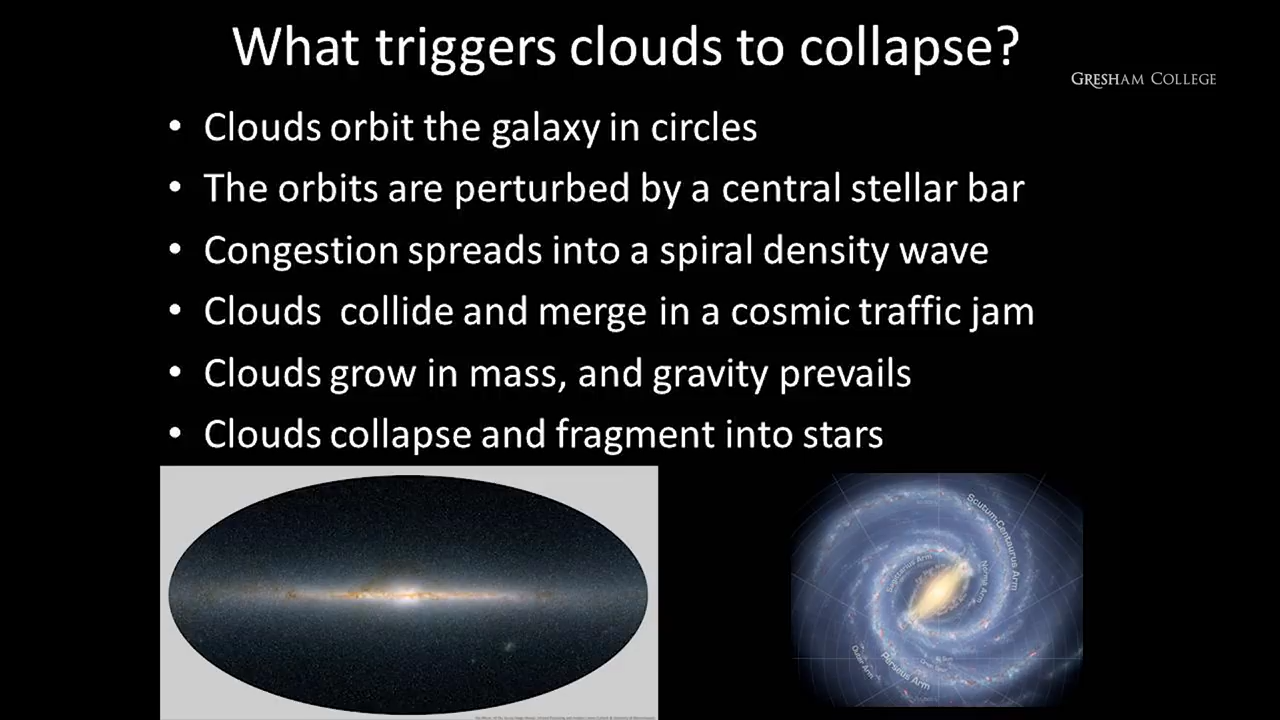 What triggers clouds to collapse?
GRESHAM COLLEGE
• Clouds orbit the galaxy in circles
• The orbits are perturbed by a central stellar bar
• Congestion spreads into a spiral density wave
• Clouds  collide and merge in a cosmic traffic jam
• Clouds grow in mass, and gravity prevails
• Clouds collapse and fragment into stars
Scutum-Centaurus Arm
Sagittarius Arm
Norma Arm
Outer Arm
Perseus Arm